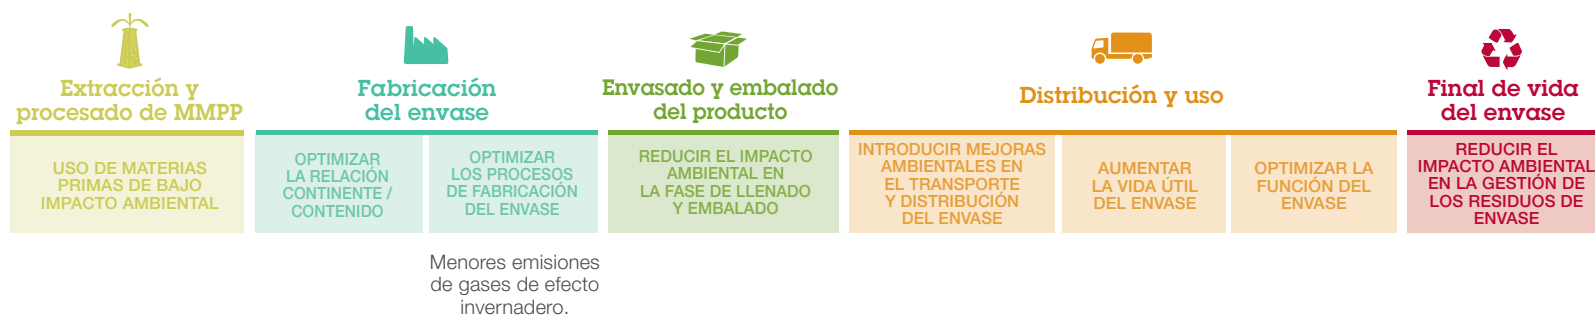 Extracción y
procesado de MMPP
USO DE MATERIAS
PRIMAS DE BAJO
IMPACTO AMBIENTAL
Fabricación
del envase
OPTIMIZAR
LA RELACIÓN
CONTINENTE /
CONTENIDO
OPTIMIZAR
LOS PROCESOS
DE FABRICACIÓN
DEL ENVASE
Menores emisiones
de gases de efecto
invernadero.
Envasado y embalado
del producto
REDUCIR EL IMPACTO
AMBIENTAL EN
LA FASE DE LLENADO
Y EMBALADO
Distribución y uso
INTRODUCIR MEJORAS
AMBIENTALES EN
EL TRANSPORTE
Y DISTRIBUCIÓN
DEL ENVASE
AUMENTAR
LA VIDA ÚTIL
DEL ENVASE
OPTIMIZAR LA
FUNCIÓN DEL
ENVASE
Final de vida
del envase
REDUCIR EL
IMPACTO AMBIENTAL
EN LA GESTIÓN DE
LOS RESIDUOS DE
ENVASE